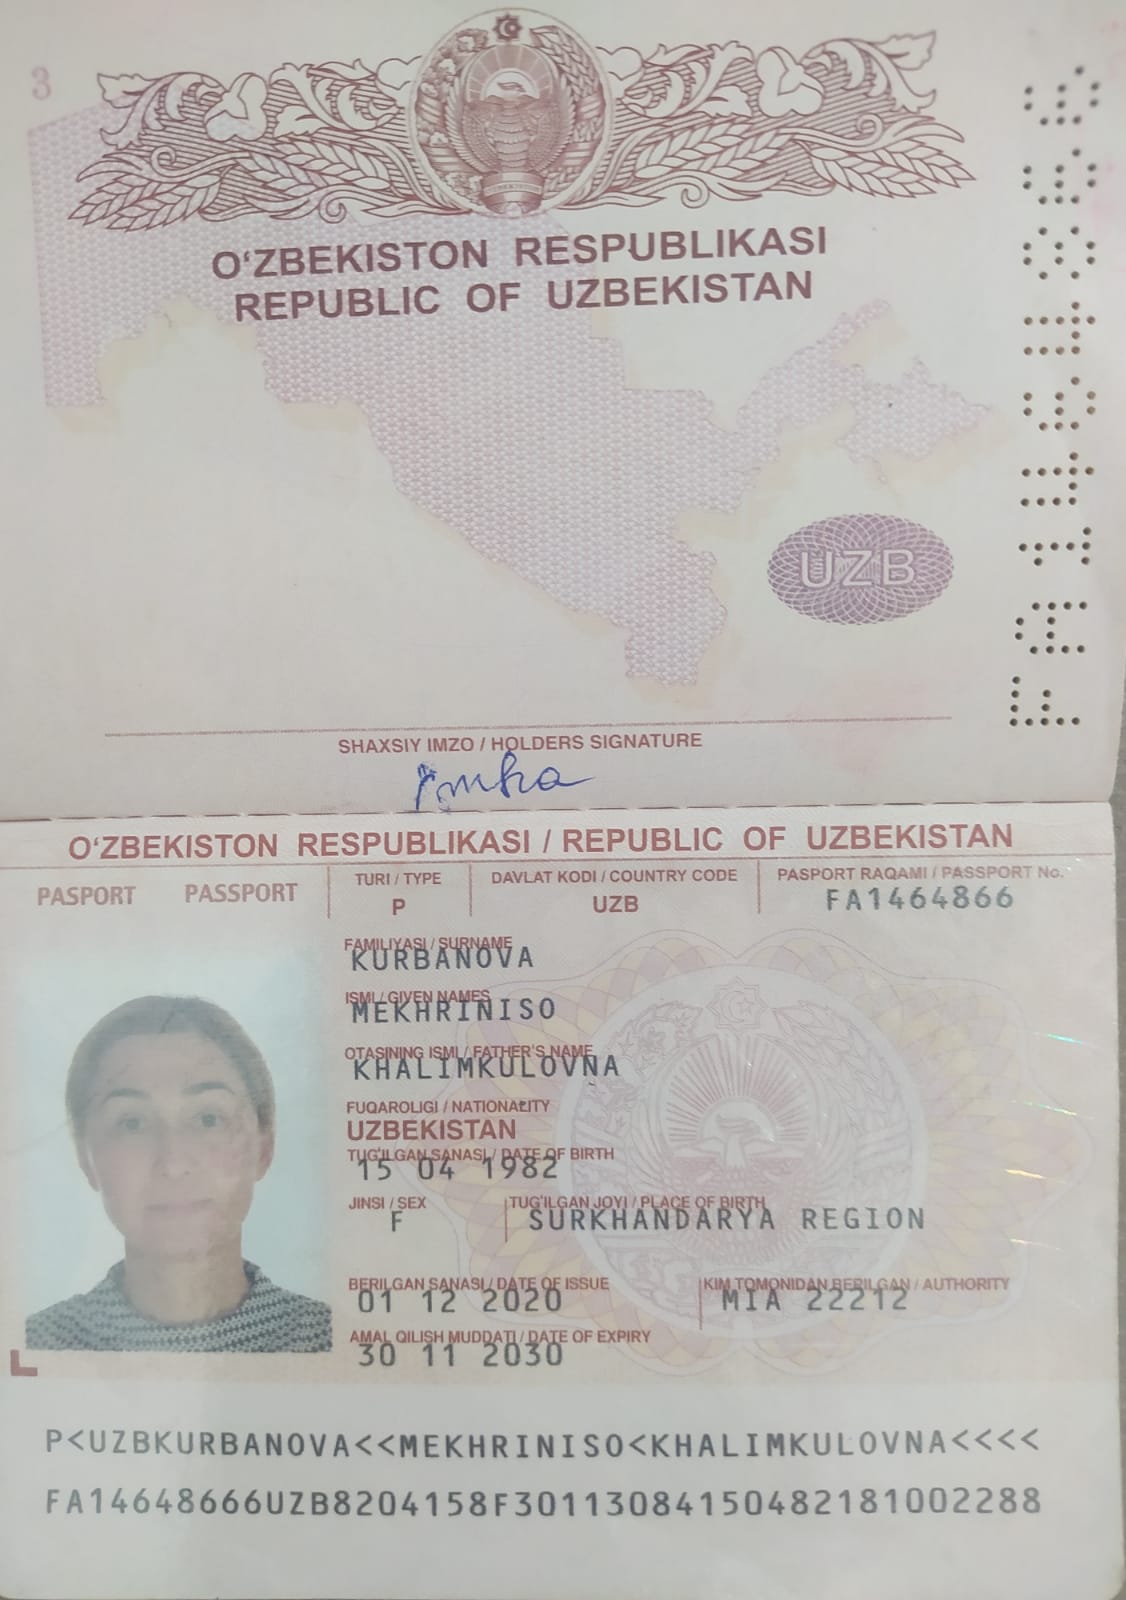 3
O‘ZBEKISTON RESPUBLIKASI
REPUBLIC OF UZBEKISTAN
UZB
FA1464866
SHAXSIY IMZO / HOLDERS SIGNATURE
O‘ZBEKISTON RESPUBLIKASI / REPUBLIC OF UZBEKISTAN
PASPORT PASSPORT
TURI / TYPE DAVLAT KODI / COUNTRY CODE PASPORT RAQAMI / PASSPORT No.
P UZB FA1464866
FAMILIYASI / SURNAME
KURBANOVA
ISMI / GIVEN NAMES
MEKHRINISO
OTASINING ISMI / FATHER'S NAME
KHALIMKULOVNA
FUQAROLIGI / NATIONALITY
UZBEKISTAN
TUG‘ILGAN SANASI / DATE OF BIRTH
15 04 1982
JINSI / SEX TUG‘ILGAN JOYI / PLACE OF BIRTH
F SURKHANDARYA REGION
BERILGAN SANASI / DATE OF ISSUE KIM TOMONIDAN BERILGAN / AUTHORITY
01 12 2020 MIA 22212
AMAL QILISH MUDDATI / DATE OF EXPIRY
30 11 2030
P<UZBKURBANOVA<<MEKHRINISO<KHALIMKULOVNA<<<<
FA14648666UZB8204158F30113084150482181002288